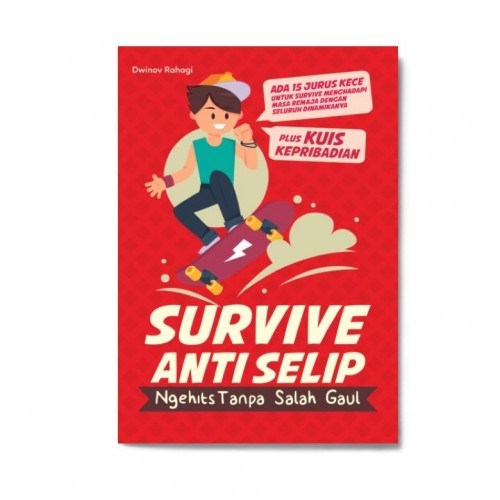 Dwinov Rahagi
ADA 15 JURUS KECE
UNTUK SURVIVE MENGHADAPI
MASA REMAJA DENGAN
SELURUH DINAMIKANYA
PLUS KUIS
KEPRIBADIAN
SURVIVE
ANTI SELIP
Ngehits Tanpa Salah Gaul